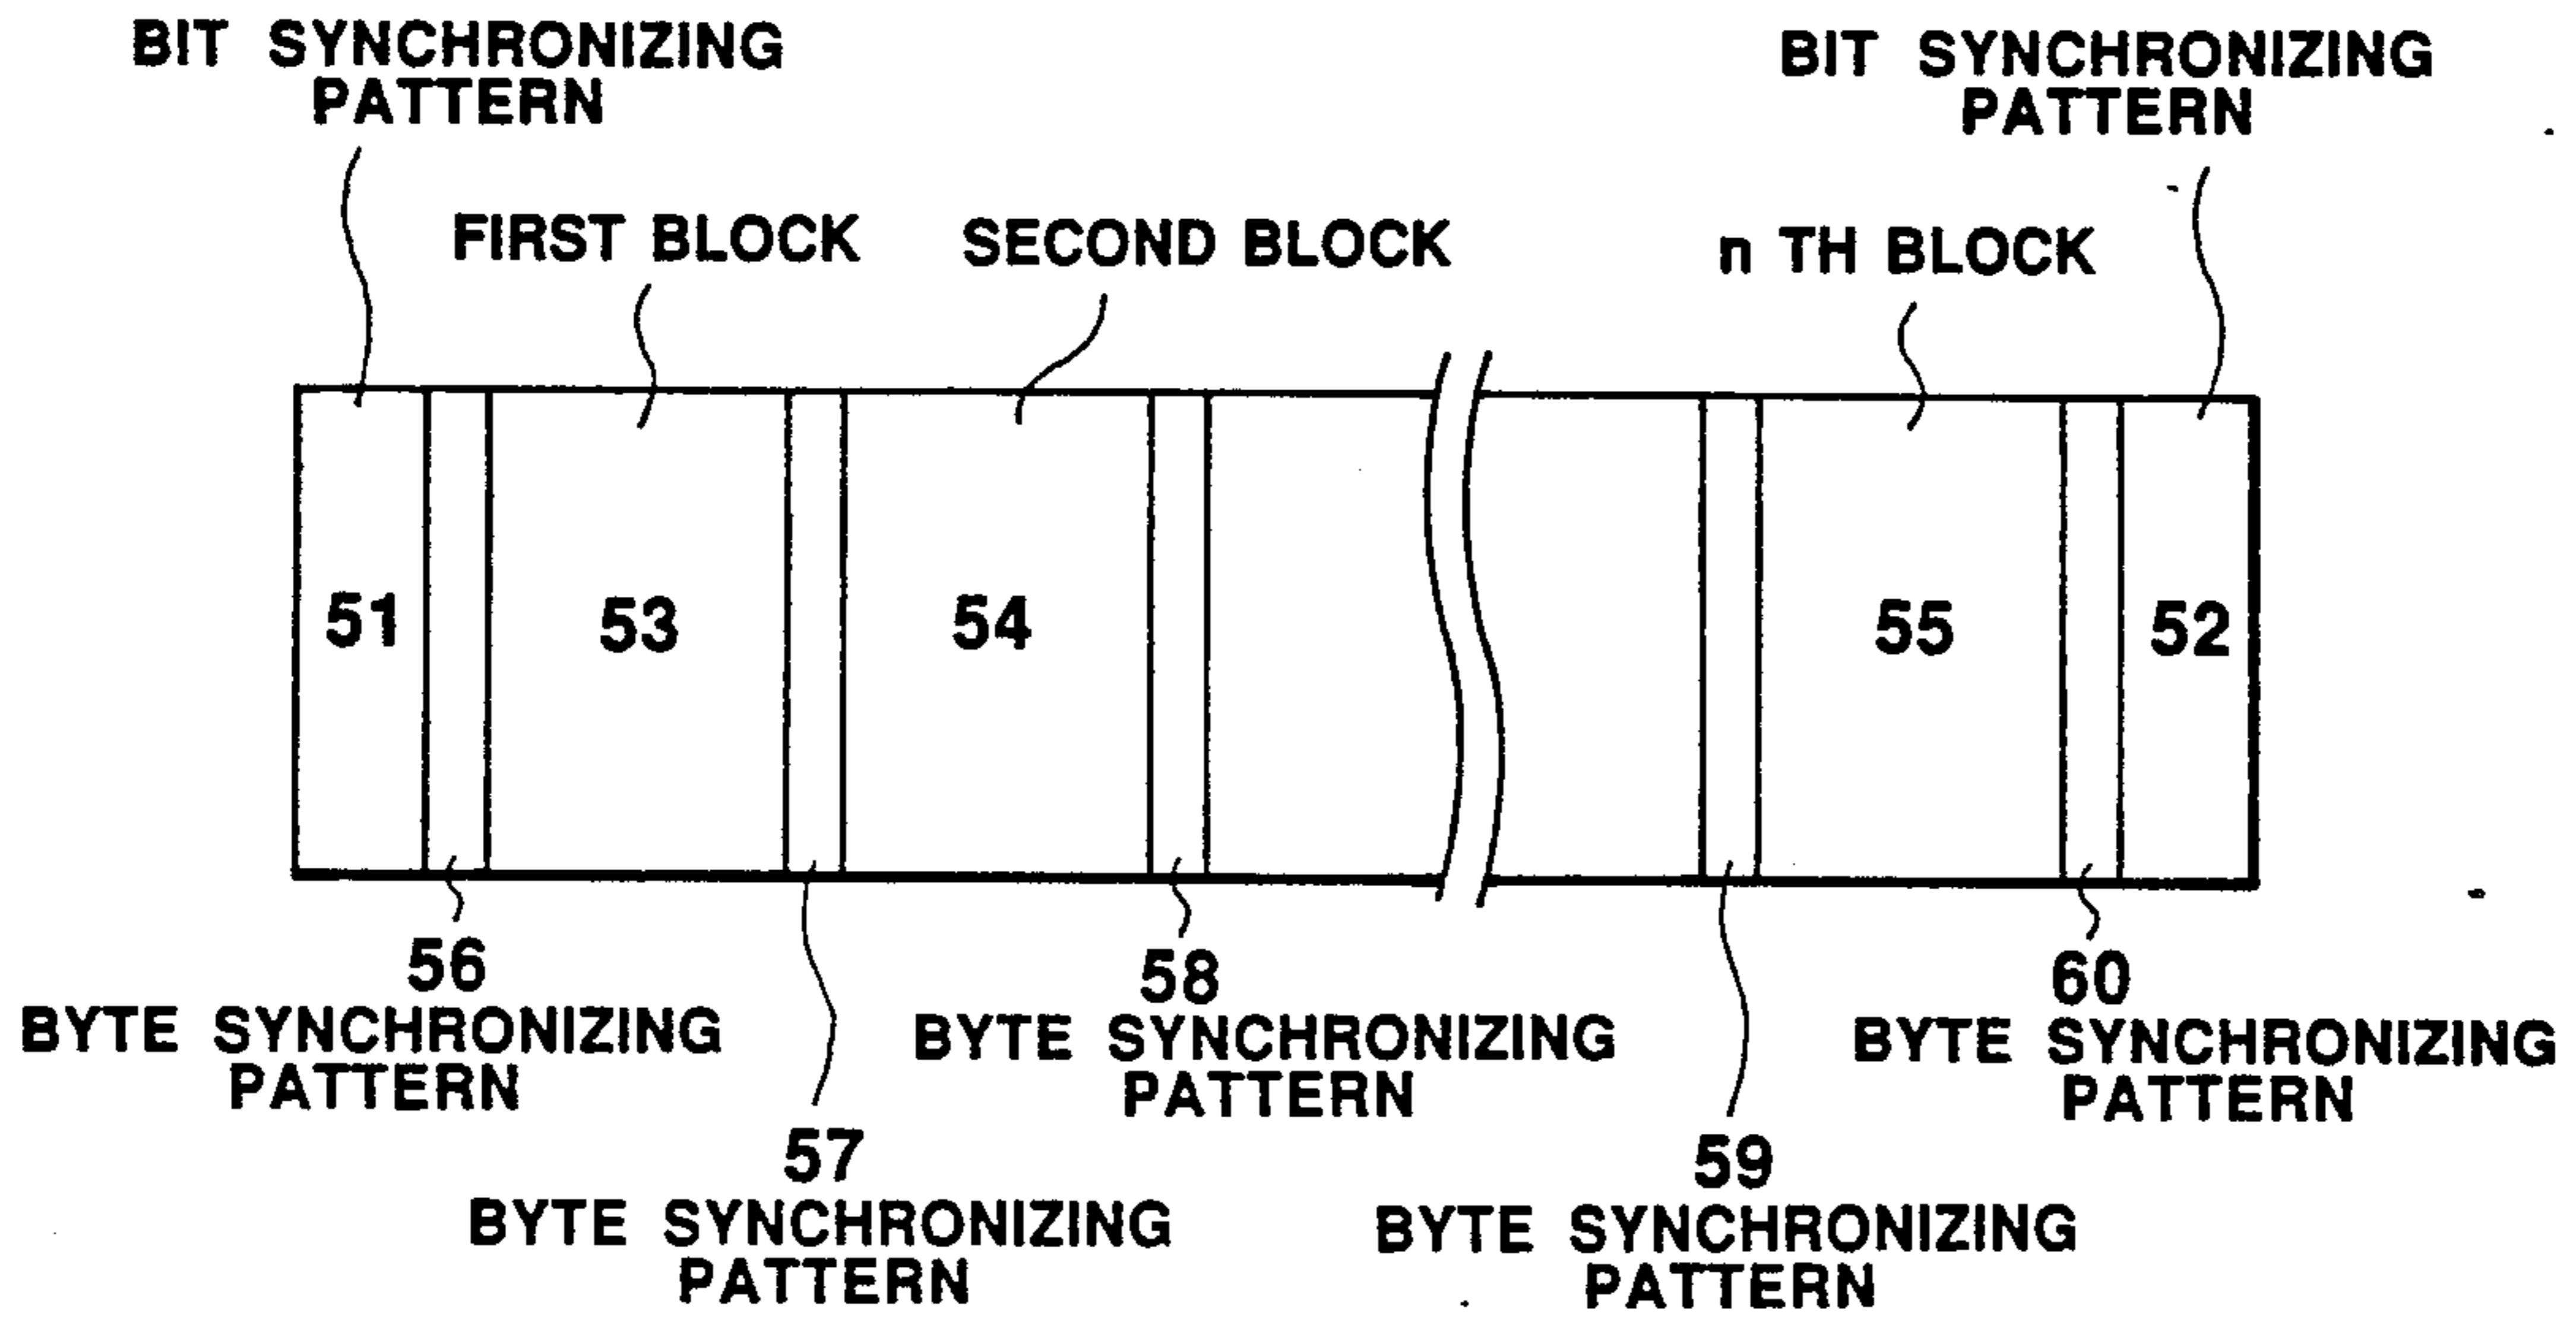 BIT SYNCHRONIZING
PATTERN
BIT SYNCHRONIZING
PATTERN
FIRST BLOCK
SECOND BLOCK
n TH BLOCK
51
53
54
55
52
56
BYTE SYNCHRONIZING
PATTERN
57
BYTE SYNCHRONIZING
PATTERN
58
BYTE SYNCHRONIZING
PATTERN
59
BYTE SYNCHRONIZING
PATTERN
60
BYTE SYNCHRONIZING
PATTERN